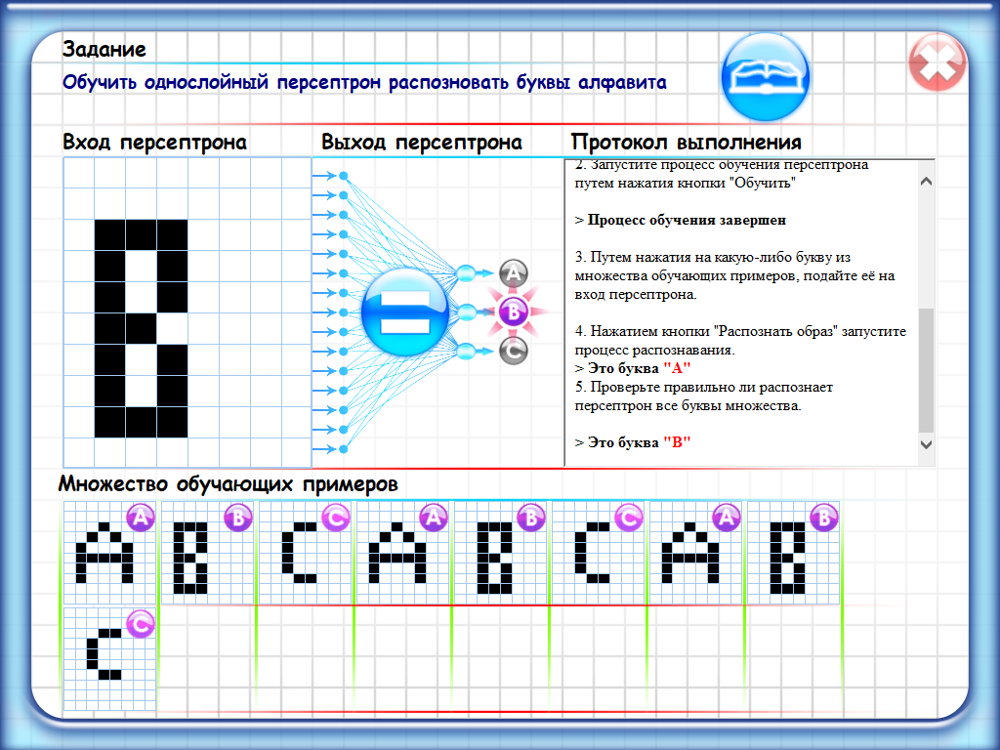 Задание
Обучить однослойный персептрон распозновать буквы алфавита
Вход персептрона
Выход персептрона
Протокол выполнения
2. Запустите процесс обучения персептрона
путем нажатия кнопки "Обучить"
> Процесс обучения завершен
3. Путем нажатия на какую-либо букву из
множества обучающих примеров, подайте её на
вход персептрона.
4. Нажатием кнопки "Распознать образ" запустите
процесс распознавания.
> Это буква "A"
5. Проверьте правильно ли распознает
персептрон все буквы множества.
> Это буква "B"
A
B
C
Множество обучающих примеров
A B C A B C A B
A B C A B C A B
C
C